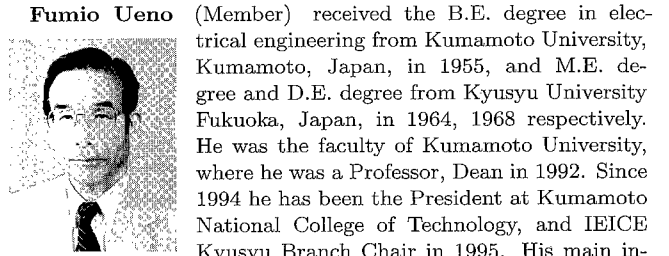 Fumio Ueno (Member) received the B.E. degree in elec-
trical engineering from Kumamoto University,
Kumamoto, Japan, in 1955, and M.E. de-
gree and D.E. degree from Kyusyu University
Fukuoka, Japan, in 1964, 1968 respectively.
He was the faculty of Kumamoto University,
where he was a Professor, Dean in 1992. Since
1994 he has been the President at Kumamoto
National College of Technology, and IEICE
Kyusyu Branch Chair in 1995. His main in-